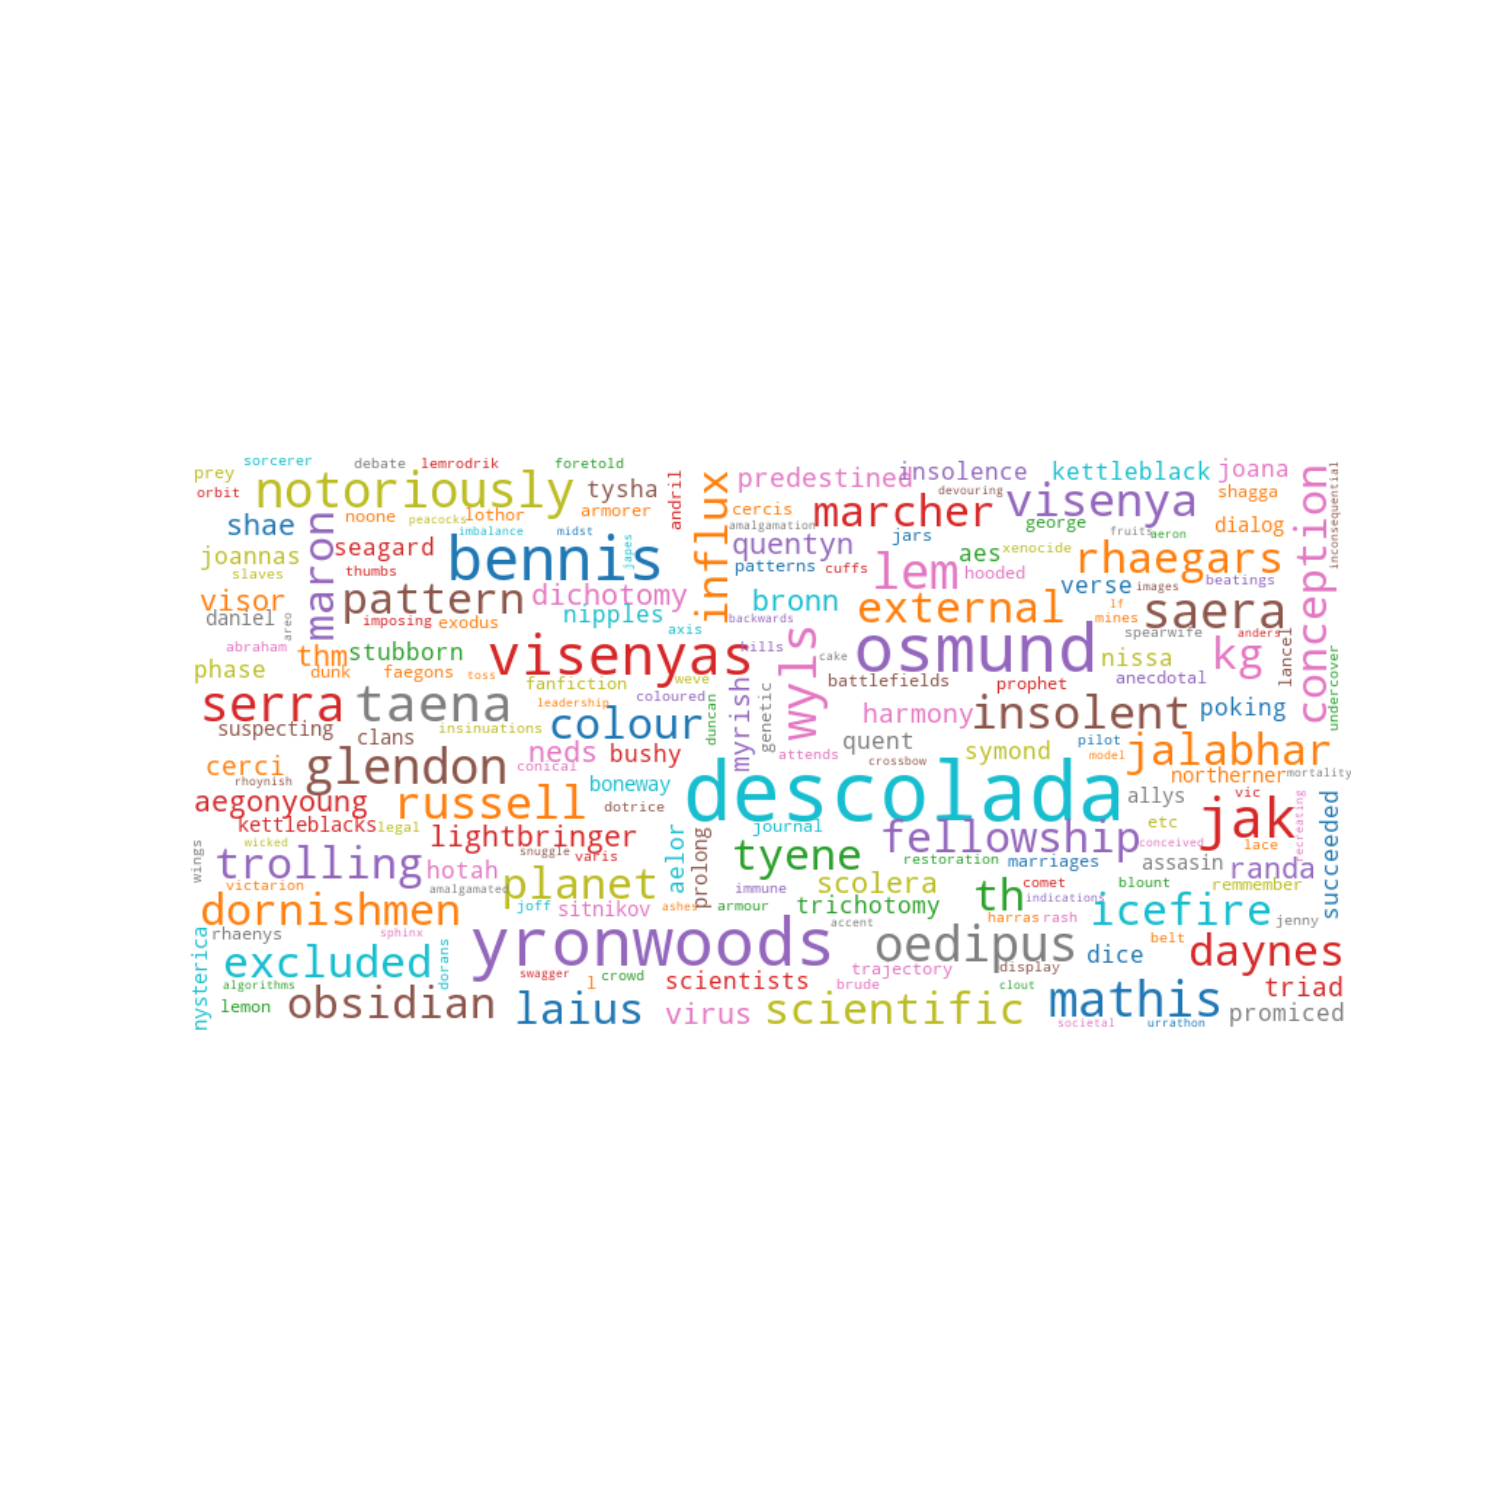 sorcerer
debate
lemrodrik
foretold
prey
orbit
notoriously
tysha
armorer
andril
influx
predestined
insolence
kettleblack
joana
devouring
cercis
marcher
visenya
shagga
conception
inconsequential
shae
maron
noone
peacocks
lothor
imbalance
midst
japes
amalgamation
jars
george
fruits
aeron
dialog
joannas
seagard
bennis
quentyn
lem
aes
xenocide
rhaegars
slaves
thumbs
patterns
cuffs
hooded
verse
images
beatings
visor
pattern
dichotomy
bronn
external
lf
saera
daniel
areo
imposing
exodus
nipples
axis
backwards
mines
spearwife
anders
abraham
thm
stubborn
visenyas
hills
wyls
cake
osmund
nissa
kg
lancel
undercover
phase
dunk
faegons
toss
fanfiction
weve
battlefields
prophet
anecdotal
serra
taena
leadership
coloured
duncan
myrish
genetic
harmony
insolent
poking
suspecting
clans
insinuations
colour
quent
symond
pilot
jalabhar
cerci
glendon
neds
bushy
attends
crossbow
model
rhoynish
conical
boneway
descolada
northerner
mortality
aegonyoung
russell
dotrice
allys
vic
jak
recreating
succeeded
kettleblacks
legal
lightbringer
aelor
prolong
journal
fellowship
etc
conceived
lace
wings
wicked
trolling
hotah
snuggle
varis
tyene
restoration
marriages
assasin
randa
victarion
amalgamated
planet
immune
scolera
th
comet
indications
blount
remmember
dornishmen
joff
sitnikov
ashes
armour
trichotomy
harras
rash
icefire
jenny
nysterica
rhaenys
sphinx
dorans
yronwoods
accent
oedipus
dice
belt
daynes
excluded
algorithms
swagger
l
crowd
scientists
trajectory
brude
display
clout
triad
lemon
obsidian
laius
virus
scientific
mathis
societal
urrathon
promiced